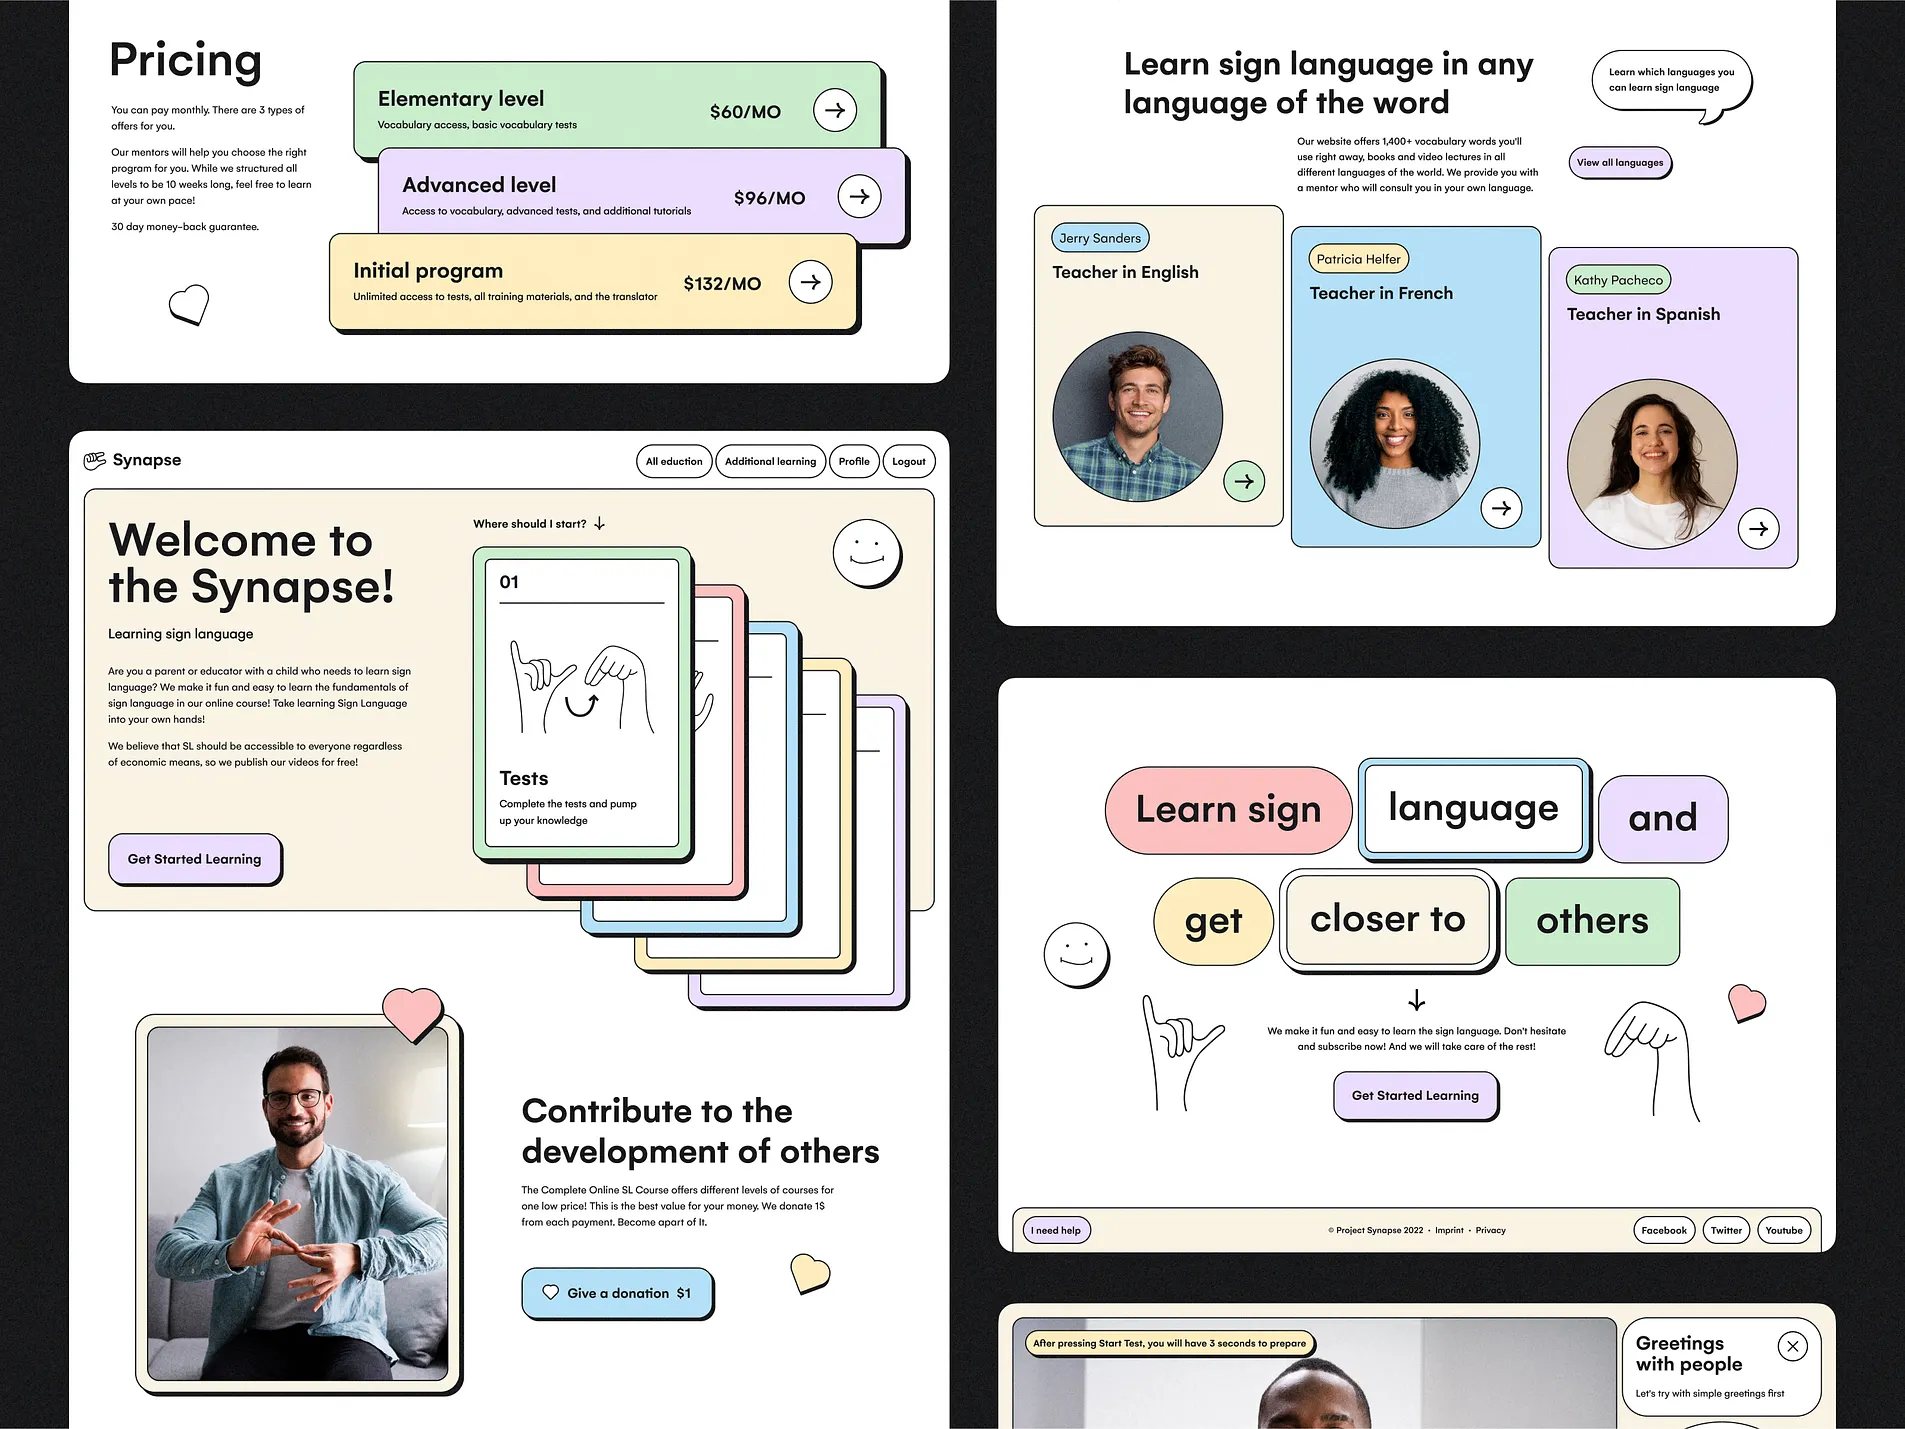 Pricing
You can pay monthly. There are 3 types of
offers for you.
Our mentors will help you choose the right
program for you. While we structured all
levels to be 10 weeks long, feel free to learn
at your own pace!
30 day money-back guarantee.
Elementary level
Vocabulary access, basic vocabulary tests
$60/MO
Advanced level
Access to vocabulary, advanced tests, and additional tutorials
$96/MO
Initial program
Unlimited access to tests, all training materials, and the translator
$132/MO
Synapse
All eduction
Additional learning
Profile
Logout
Welcome to
the Synapse!
Learning sign language
Are you a parent or educator with a child who needs to learn sign
language? We make it fun and easy to learn the fundamentals of
sign language in our online course! Take learning Sign Language
into your own hands!
We believe that SL should be accessible to everyone regardless
of economic means, so we publish our videos for free!
Get Started Learning
Where should I start?
01
Tests
Complete the tests and pump
up your knowledge
Contribute to the
development of others
The Complete Online SL Course offers different levels of courses for
one low price! This is the best value for your money. We donate 1$
from each payment. Become apart of It.
Give a donation $1
Learn sign language in any
language of the word
Learn which languages you
can learn sign language
Our website offers 1,400+ vocabulary words you'll
use right away, books and video lectures in all
different languages of the world. We provide you with
a mentor who will consult you in your own language.
View all languages
Jerry Sanders
Teacher in English
Patricia Helfer
Teacher in French
Kathy Pacheco
Teacher in Spanish
Learn sign
language
and
get
closer to
others
We make it fun and easy to learn the sign language. Don't hesitate
and subscribe now! And we will take care of the rest!
Get Started Learning
I need help
© Project Synapse 2022 · Imprint · Privacy
Facebook
Twitter
Youtube
After pressing Start Test, you will have 3 seconds to prepare
Greetings
with people
Let's try with simple greetings first